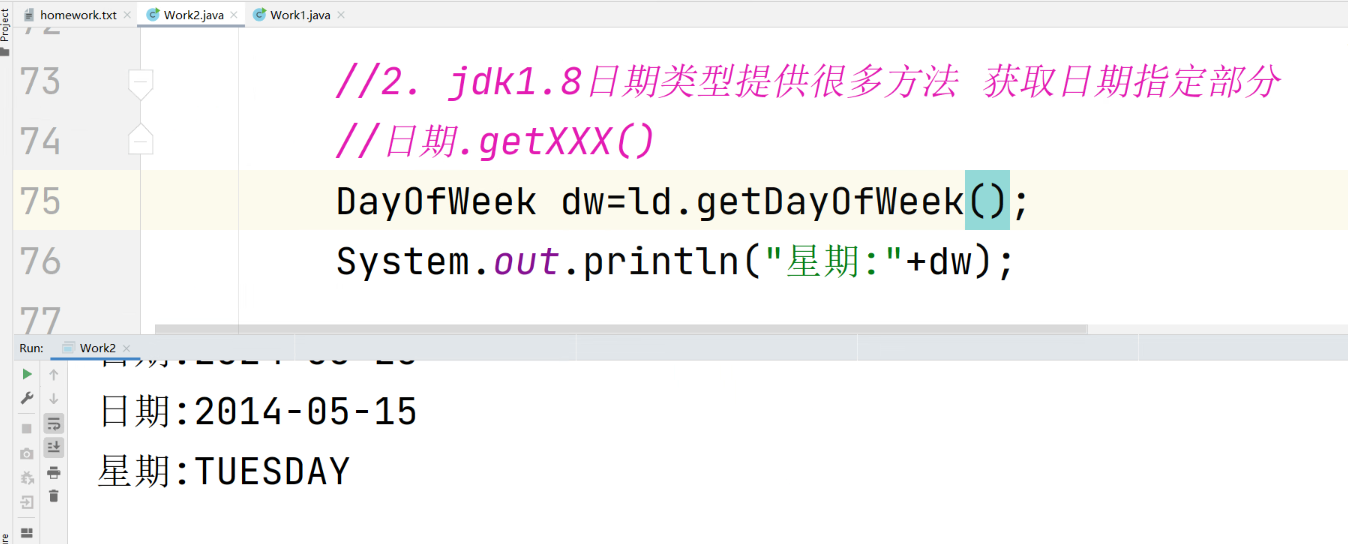 Project
homework.txt
Work2.java
Work1.java
72
73 //2. jdk1.8日期类型提供很多方法 获取日期指定部分
74 //日期.getXXX()
75 DayOfWeek dw=ld.getDayOfWeek();
76 System.out.println("星期:"+dw);
77
Run: Work2
日期:2014-05-15
星期:TUESDAY